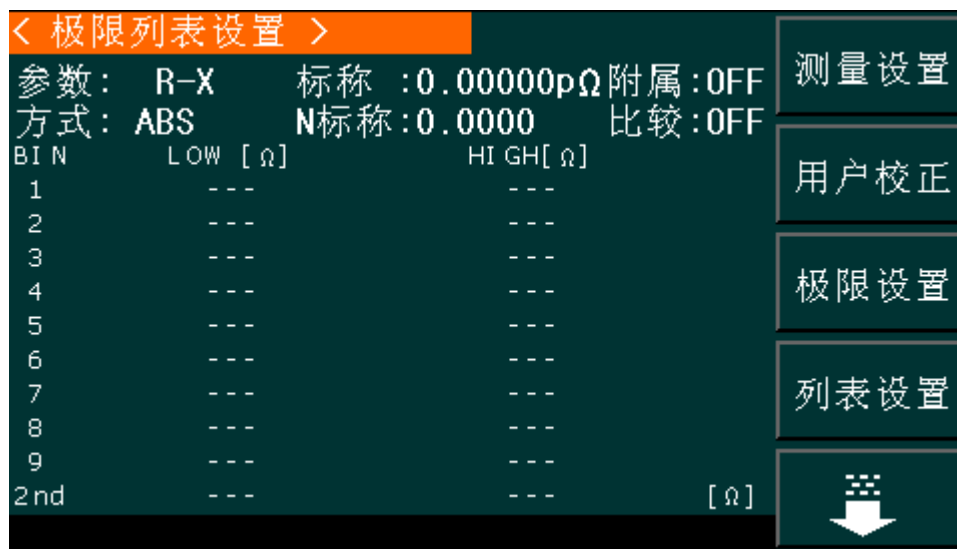 < 极限列表设置 >
参数: R-X 标称 :0.00000pΩ 附属:OFF
方式: ABS N标称:0.0000 比较:OFF
BIN LOW [Ω] HIGH[Ω]
1 --- ---
2 --- ---
3 --- ---
4 --- ---
5 --- ---
6 --- ---
7 --- ---
8 --- ---
9 --- ---
2nd --- --- [Ω]
测量设置
用户校正
极限设置
列表设置